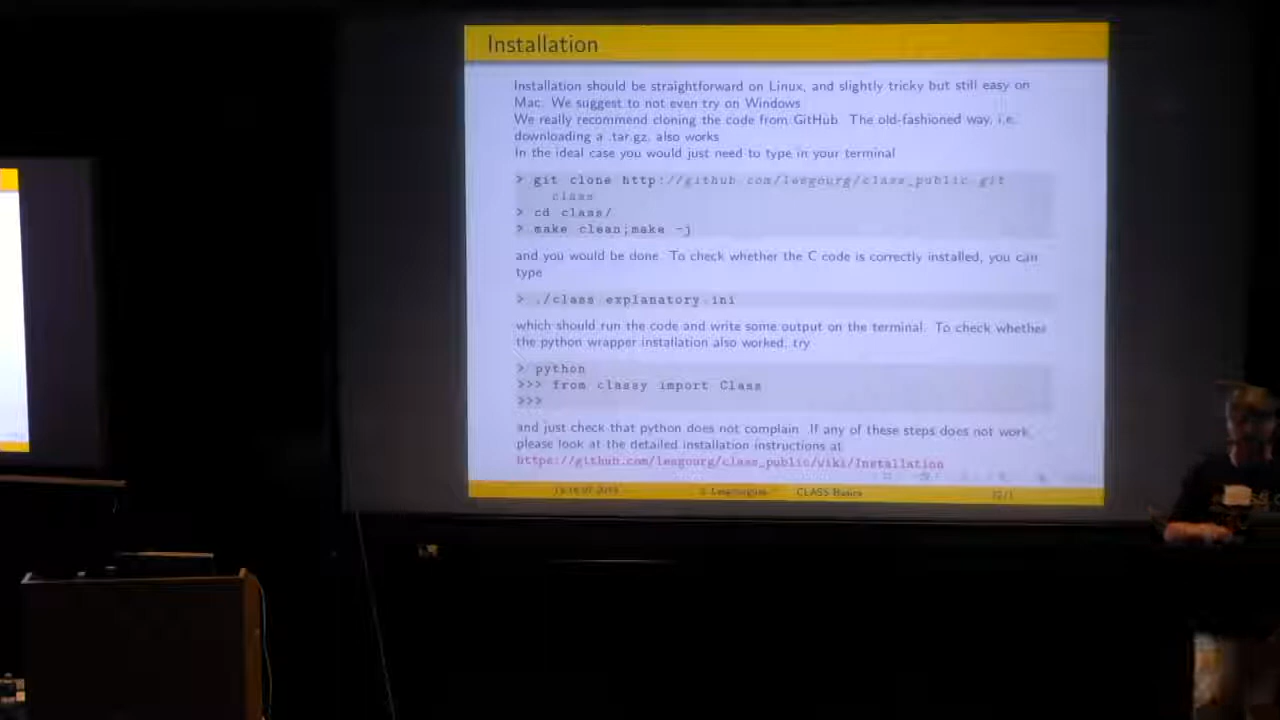 Installation
Installation should be straightforward on Linux, and slightly tricky but still easy on
Mac. We suggest to not even try on Windows
We really recommend cloning the code from GitHub. The old-fashioned way, i.e.
downloading a .tar.gz, also works
In the ideal case you would just need to type in your terminal
> git clone http://github.com/lesgourg/class_public.git
class
> cd class/
> make clean;make -j
and you would be done. To check whether the C code is correctly installed, you can
type
> ./class explanatory.ini
which should run the code and write some output on the terminal. To check whether
the python wrapper installation also worked, try
> python
>>> from classy import Class
>>>
and just check that python does not complain. If any of these steps does not work,
please look at the detailed installation instructions at
https://github.com/lesgourg/class_public/wiki/Installation
J. Lesgourgues CLASS Basics